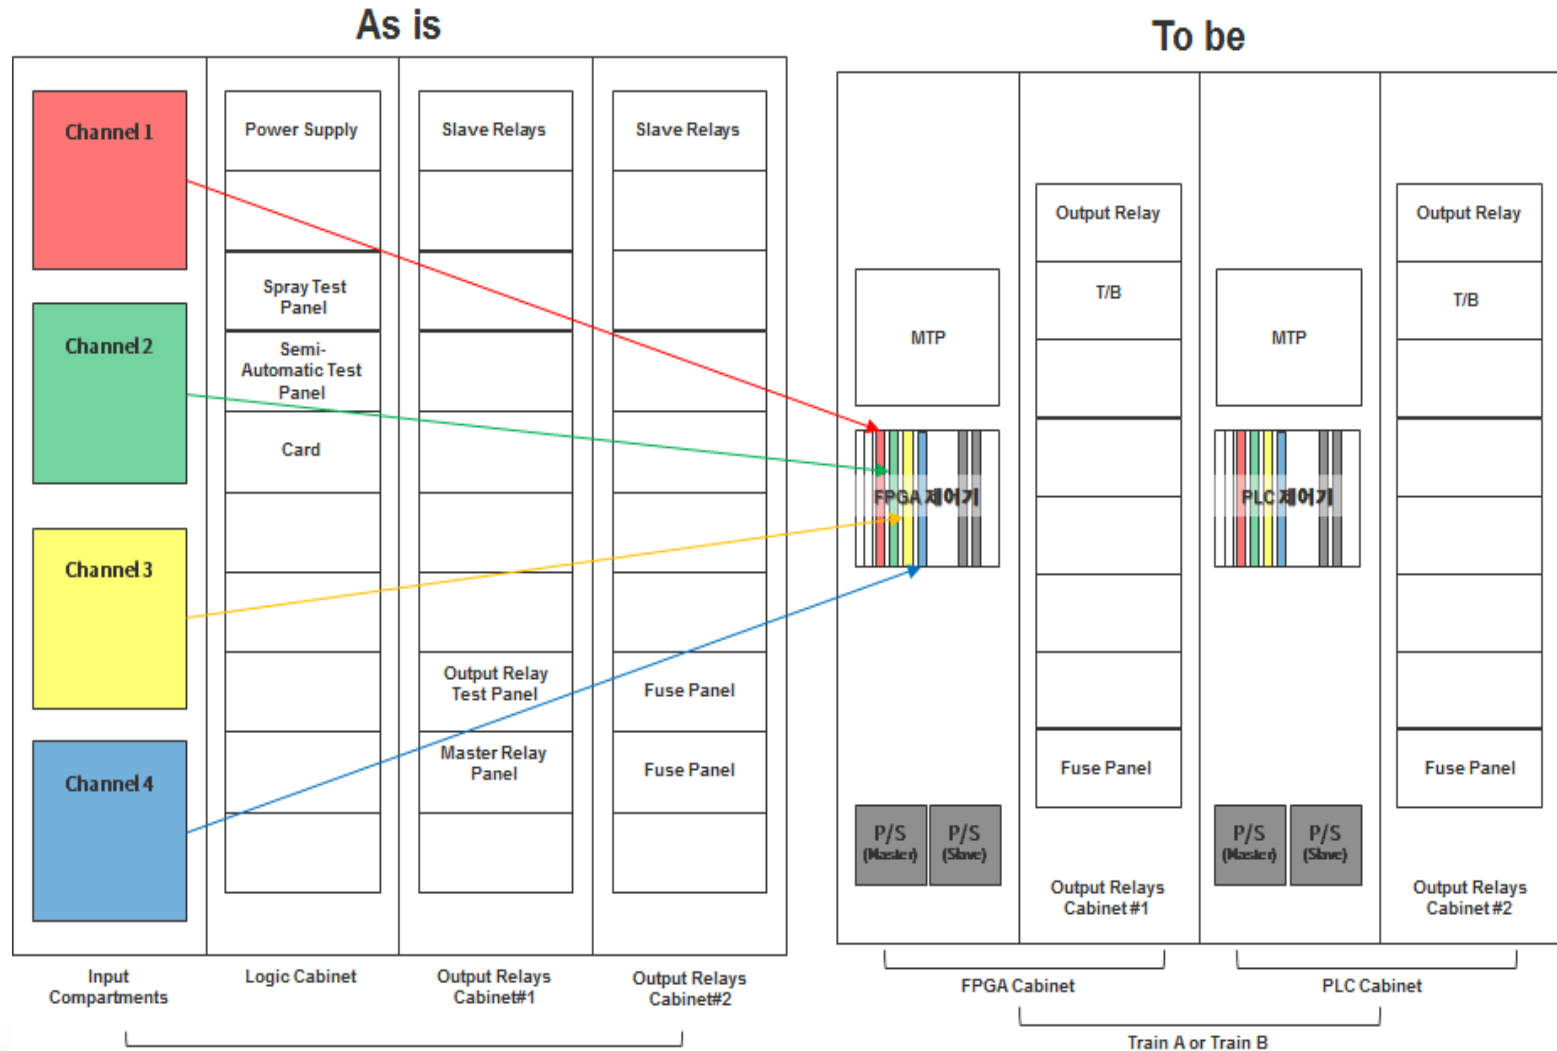 As is
To be
Channel 1
Channel 2
Channel 3
Channel 4
Input
Compartments
Power Supply
Spray Test
Panel
Semi-
Automatic Test
Panel
Card
Logic Cabinet
Slave Relays
Output Relay
Test Panel
Master Relay
Panel
Output Relays
Cabinet#1
Slave Relays
Fuse Panel
Fuse Panel
Output Relays
Cabinet#2
MTP
FPGA 제어기
P/S
(Master)
P/S
(Slave)
Output Relay
T/B
Fuse Panel
Output Relays
Cabinet #1
FPGA Cabinet
MTP
PLC 제어기
P/S
(Master)
P/S
(Slave)
Output Relay
T/B
Fuse Panel
Output Relays
Cabinet #2
PLC Cabinet
Train A or Train B